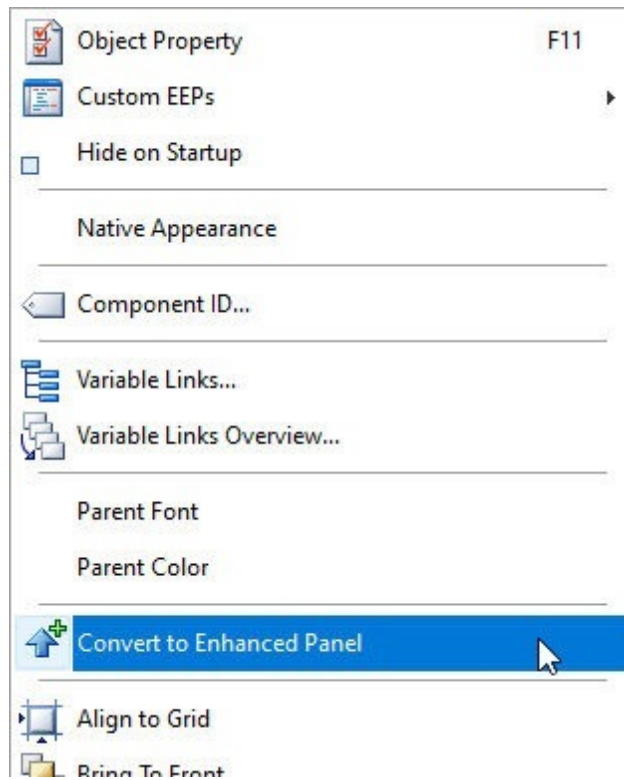 Object Property F11
Custom EEPs
Hide on Startup
Native Appearance
Component ID...
Variable Links...
Variable Links Overview...
Parent Font
Parent Color
Convert to Enhanced Panel
Align to Grid
Bring To Front